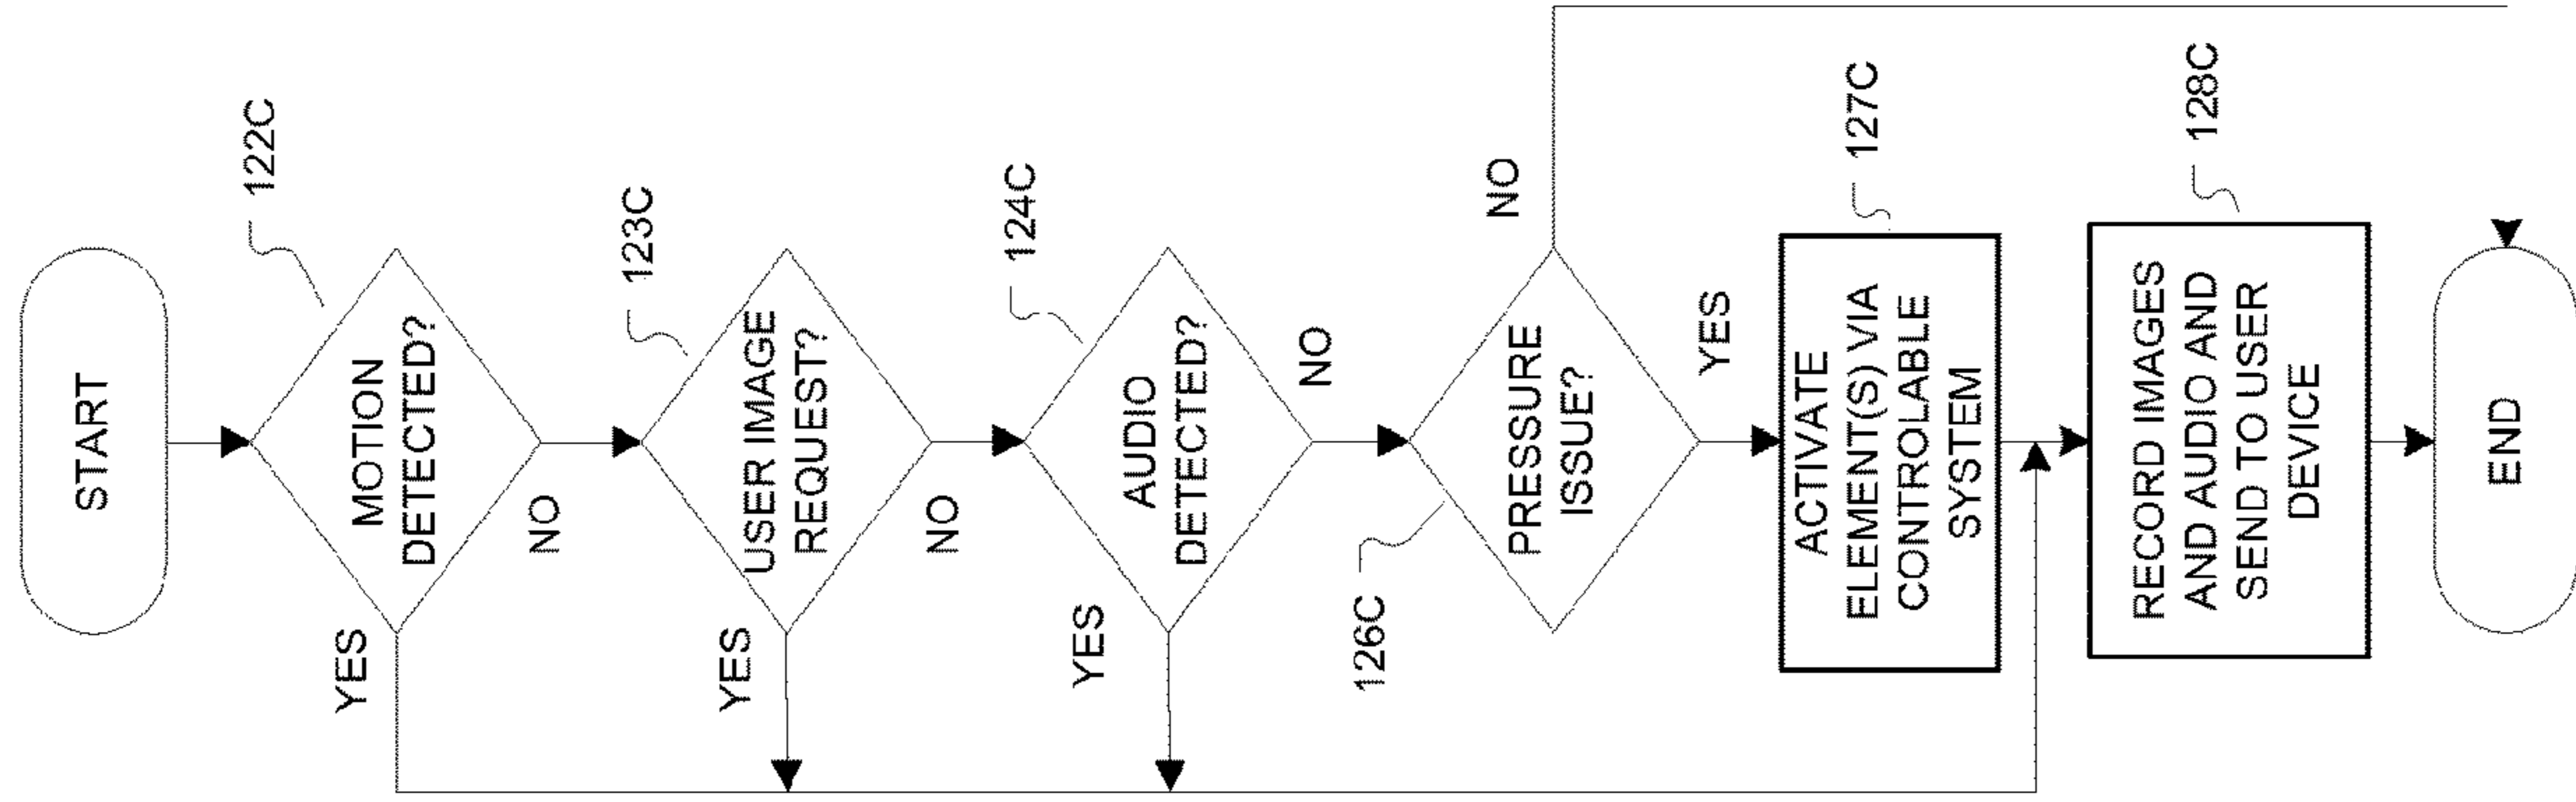 START
122C
MOTION
DETECTED?
YES
NO
123C
USER IMAGE
REQUEST?
YES
NO
124C
AUDIO
DETECTED?
YES
NO
126C
PRESSURE
ISSUE?
NO
YES
127C
ACTIVATE
ELEMENT(S) VIA
CONTROLABLE
SYSTEM
128C
RECORD IMAGES
AND AUDIO AND
SEND TO USER
DEVICE
END